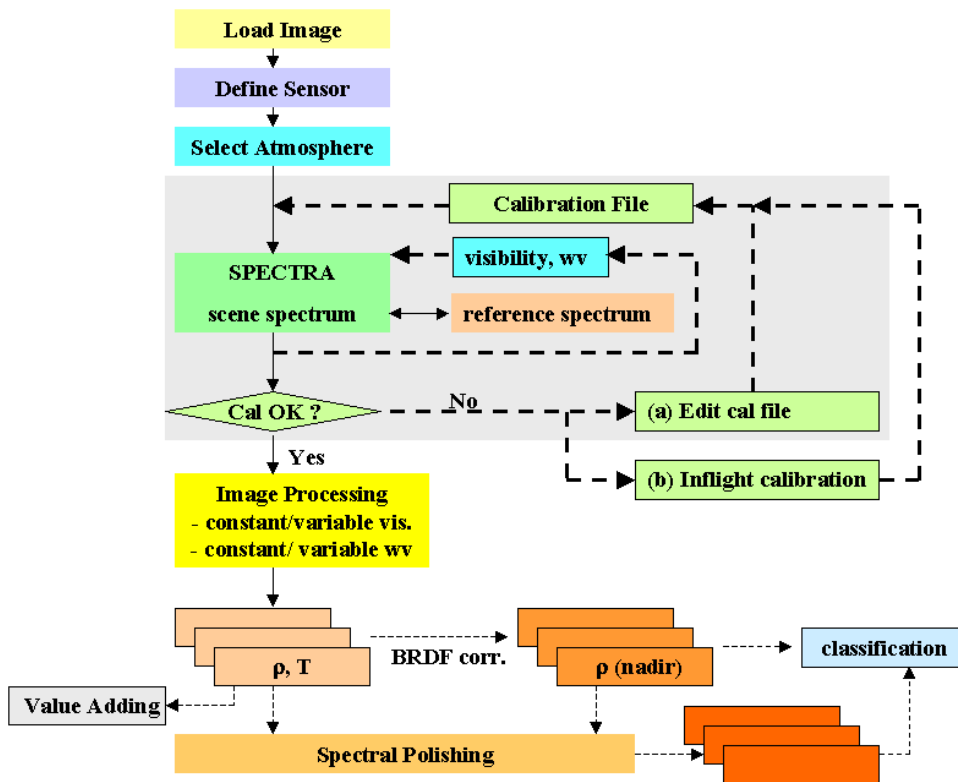 Load Image
Define Sensor
Select Atmosphere
Calibration File
SPECTRA
visibility, wv
scene spectrum
reference spectrum
Cal OK ?
No
(a) Edit cal file
Yes
(b) Inflight calibration
Image Processing
- constant/variable vis.
- constant/ variable wv
ρ, T
BRDF corr.
ρ (nadir)
classification
Value Adding
Spectral Polishing